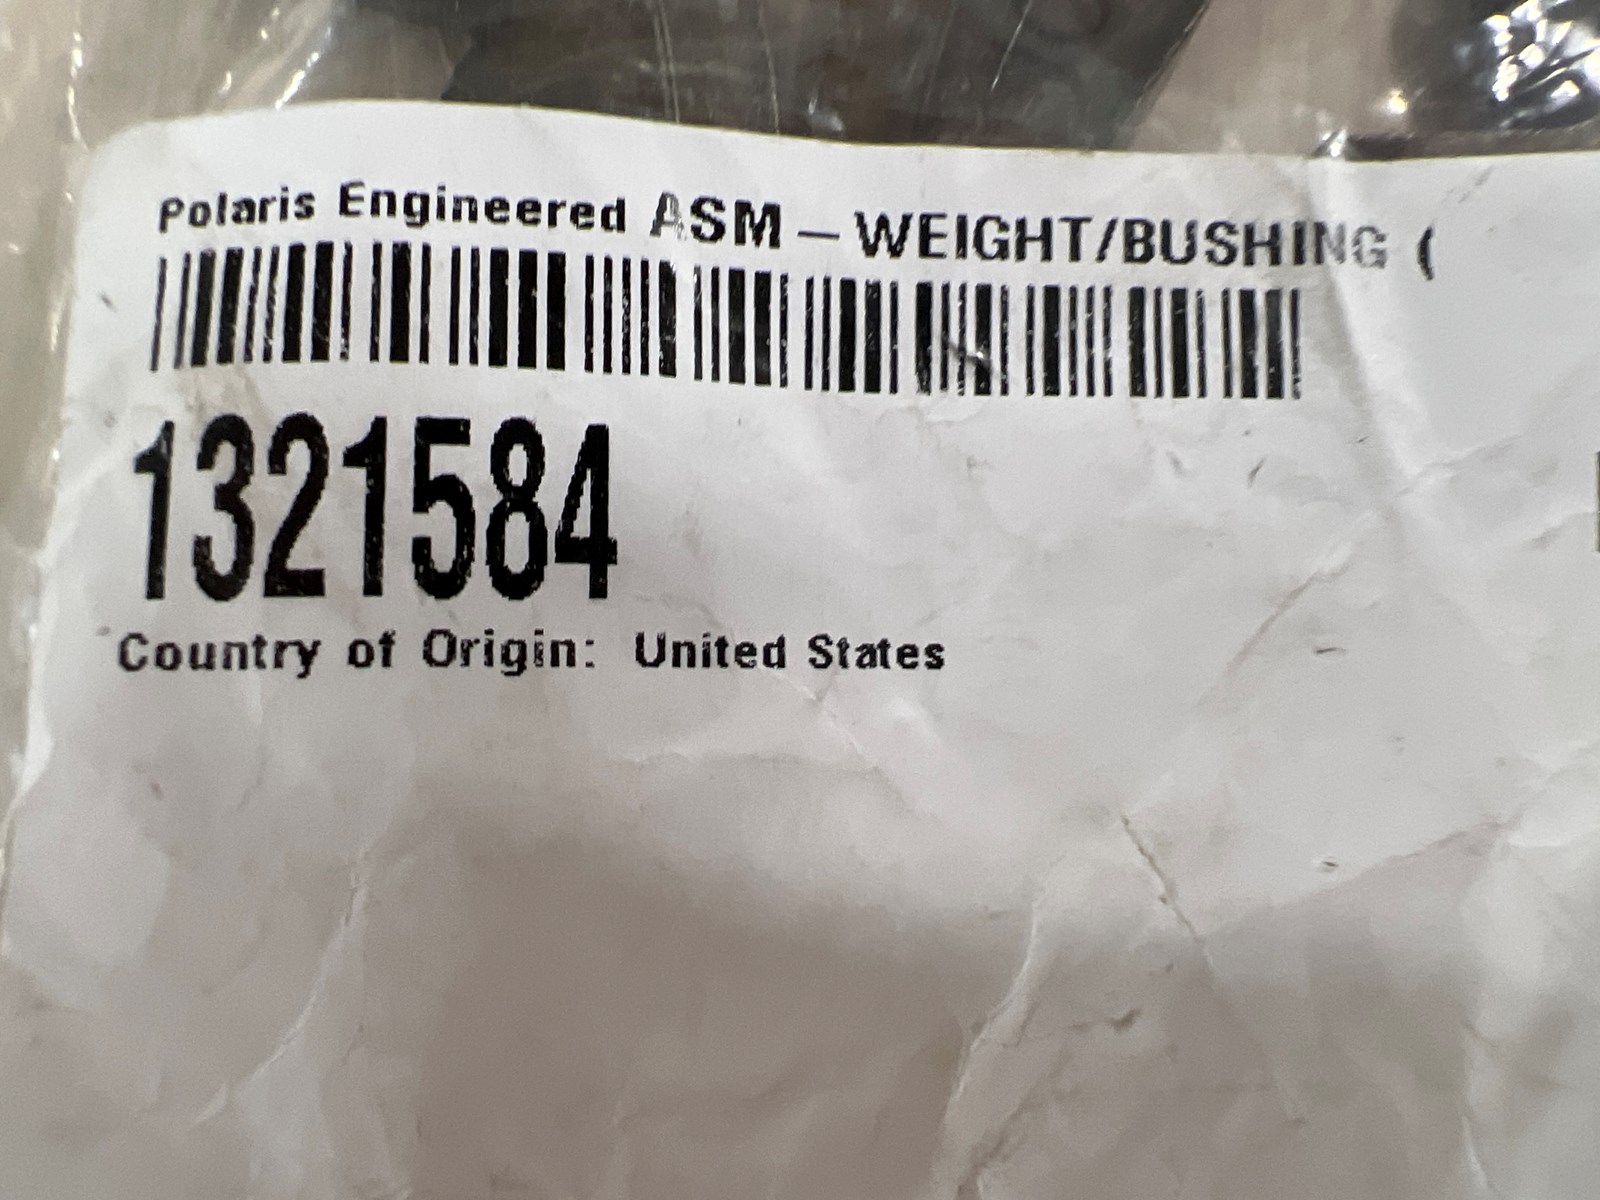 Polaris Engineered ASM – WEIGHT/BUSHING (
1321584
Country of Origin: United States